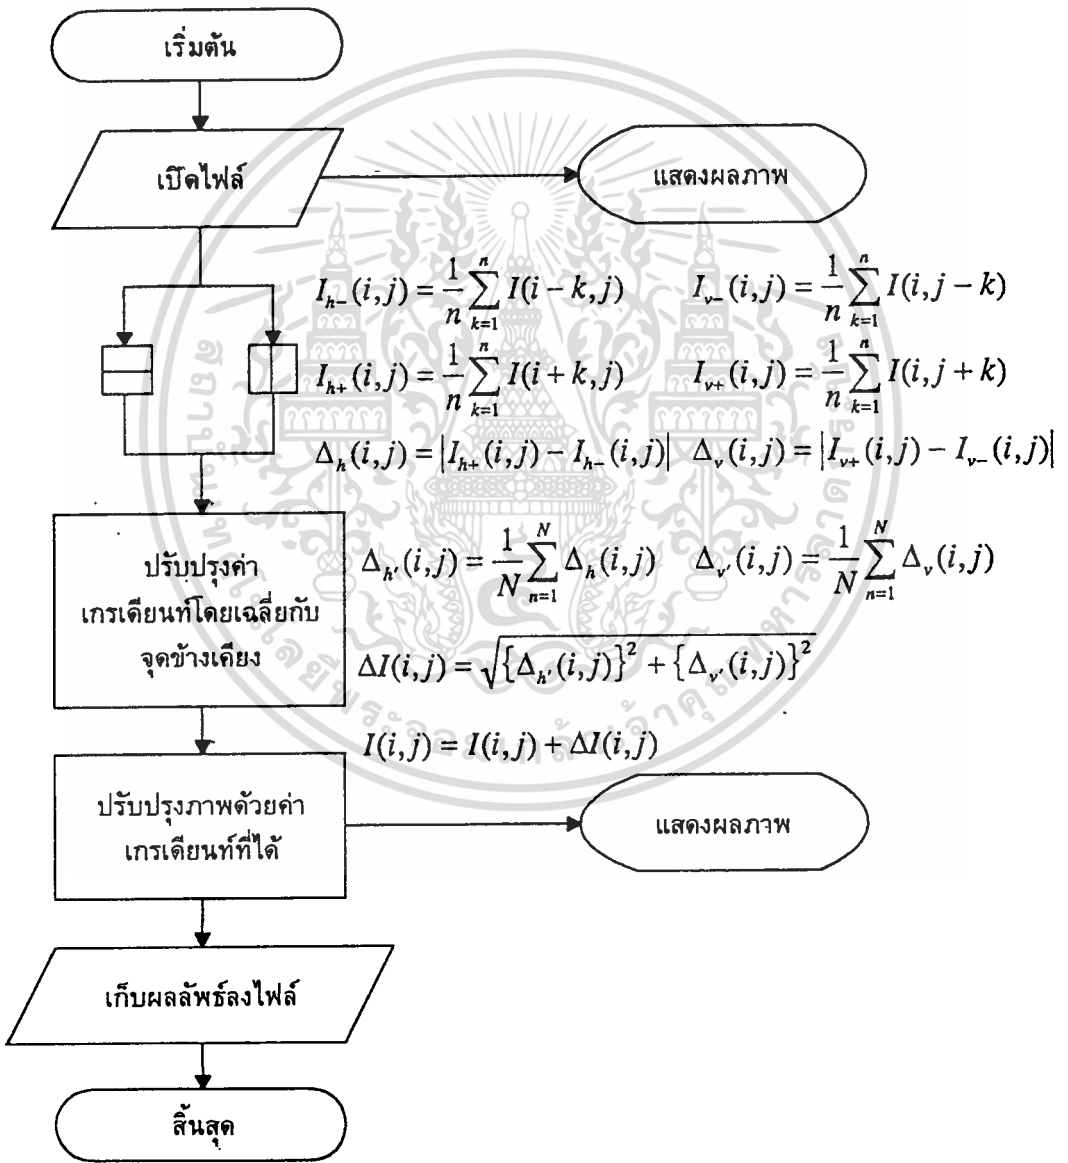 เริ่มต้น
เปิดไฟล์
แสดงผลภาพ
I_{h-}(i,j) = \frac{1}{n} \sum_{k=1}^{n} I(i-k,j)
I_{v-}(i,j) = \frac{1}{n} \sum_{k=1}^{n} I(i,j-k)
I_{h+}(i,j) = \frac{1}{n} \sum_{k=1}^{n} I(i+k,j)
I_{v+}(i,j) = \frac{1}{n} \sum_{k=1}^{n} I(i,j+k)
\Delta_h(i,j) = |I_{h+}(i,j) - I_{h-}(i,j)|
\Delta_v(i,j) = |I_{v+}(i,j) - I_{v-}(i,j)|
ปรับปรุงค่า
เกรเดียนท์โดยเฉลี่ยกับ
จุดข้างเคียง
\Delta_{h'}(i,j) = \frac{1}{N} \sum_{n=1}^{N} \Delta_h(i,j)
\Delta_{v'}(i,j) = \frac{1}{N} \sum_{n=1}^{N} \Delta_v(i,j)
\Delta I(i,j) = \sqrt{\{\Delta_{h'}(i,j)\}^2 + \{\Delta_{v'}(i,j)\}^2}
I(i,j) = I(i,j) + \Delta I(i,j)
ปรับปรุงภาพด้วยค่า
เกรเดียนท์ที่ได้
แสดงผลภาพ
เก็บผลลัพธ์ลงไฟล์
สิ้นสุด